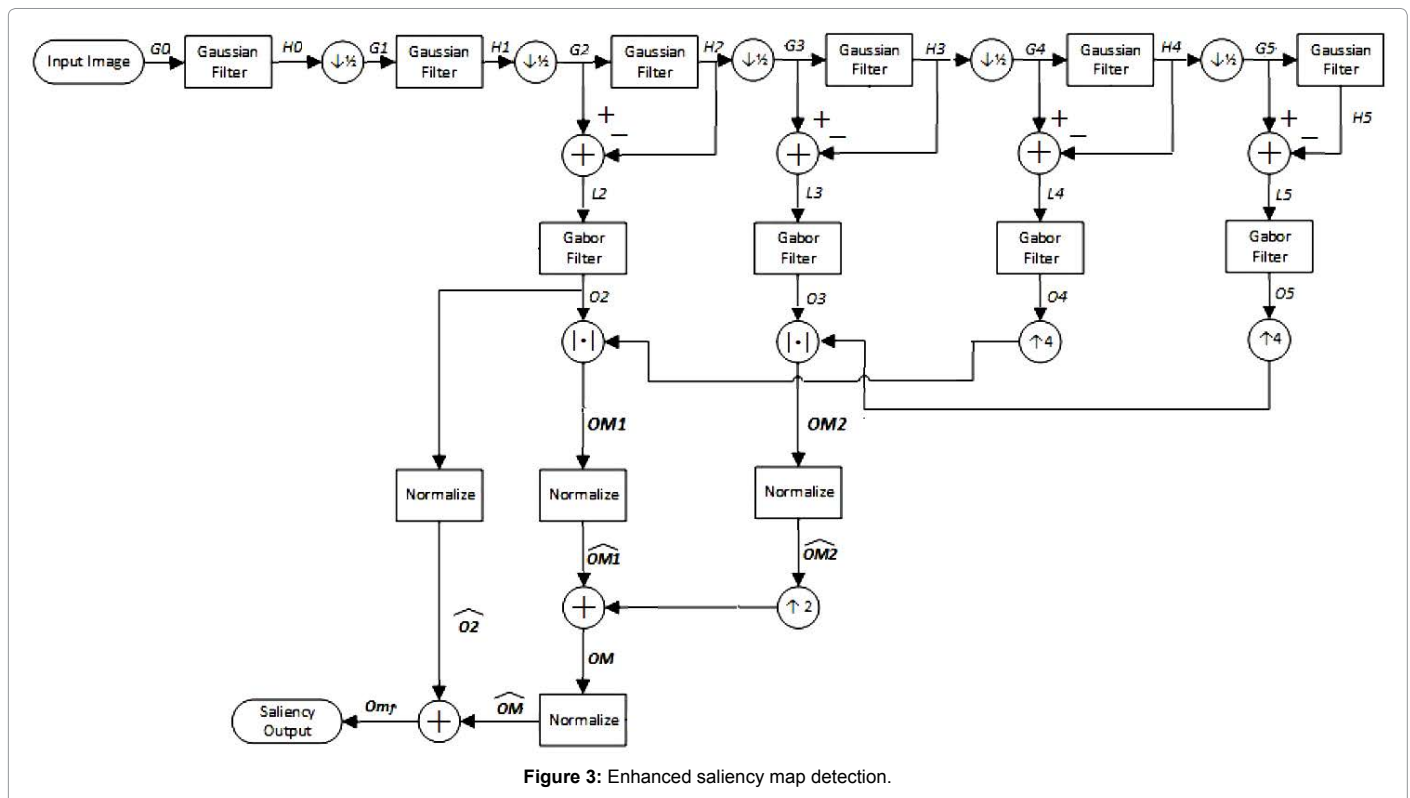 Input Image
G0
Gaussian
Filter
H0
↓½
G1
Gaussian
Filter
H1
↓½
G2
Gaussian
Filter
H2
↓½
G3
Gaussian
Filter
H3
↓½
G4
Gaussian
Filter
H4
↓½
G5
Gaussian
Filter
H5
+
−
+
+
−
+
+
−
+
+
−
+
L2
L3
L4
L5
Gabor
Filter
Gabor
Filter
Gabor
Filter
Gabor
Filter
O2
O3
O4
O5
|•|
|•|
↑4
↑4
OM1
OM2
Normalize
Normalize
Normalize
OM1
OM2
+
↑2
O2
OM
Saliency
Output
Om↑
+
OM
Normalize
Figure 3: Enhanced saliency map detection.